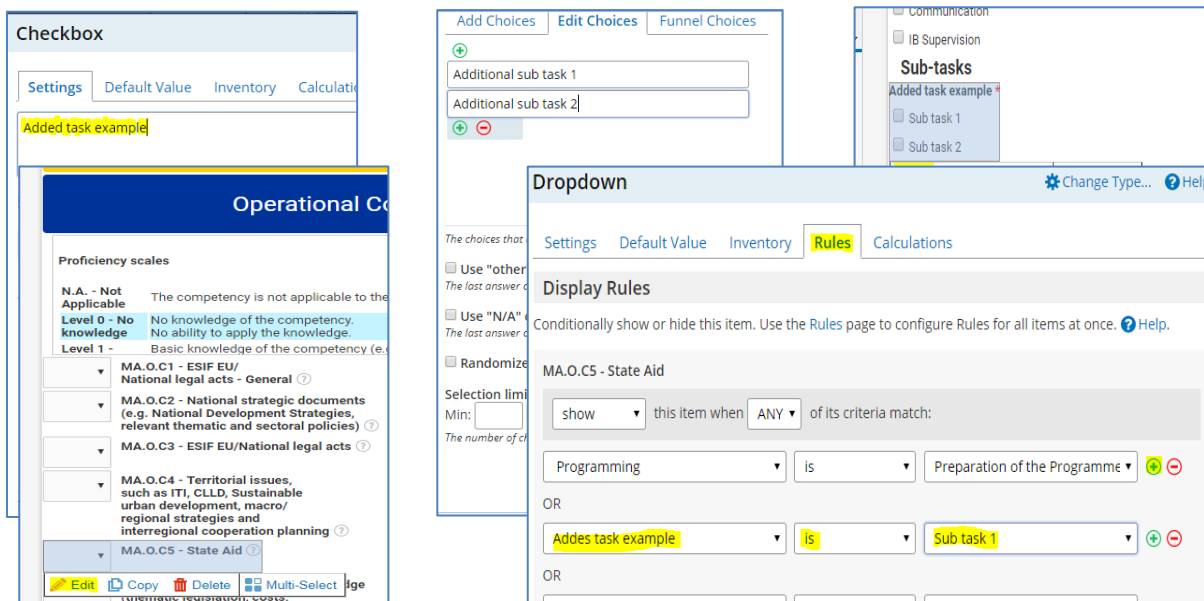 Checkbox
Settings Default Value Inventory
Added task example
Add Choices Edit Choices Funnel Choices
Additional sub task 1
Additional sub task 2
The choices that
Use "other
The last answer
Use "N/A"
The last answer
Randomize
Selection
Min:
The number of
Communication
IB Supervision
Sub-tasks
Added task example *
Sub task 1
Sub task 2
Operational
Proficiency scales
N.A. - Not
Applicable
The competency is not applicable to the
Level 0 - No
knowledge
No knowledge of the competency.
No ability to apply the knowledge.
Level 1 -
Basic knowledge of the competency
MA.O.C1 - ESIF EU/
National legal acts - General
MA.O.C2 - National strategic documents
(e.g. National Development Strategies,
relevant thematic and sectoral policies)
MA.O.C3 - ESIF EU/National legal acts
MA.O.C4 - Territorial issues,
such as ITI, CLLD, Sustainable
urban development, macro/
regional strategies and
interregional cooperation planning
MA.O.C5 - State Aid
Edit Copy Delete Multi-Select
Dropdown
Change Type...
Settings Default Value Inventory Rules Calculations
Display Rules
Conditionally show or hide this item. Use the Rules page to configure Rules for all items at once. Help.
MA.O.C5 - State Aid
show this item when ANY of its criteria match:
Programming is Preparation of the Programme
OR
Addes task example is Sub task 1
OR